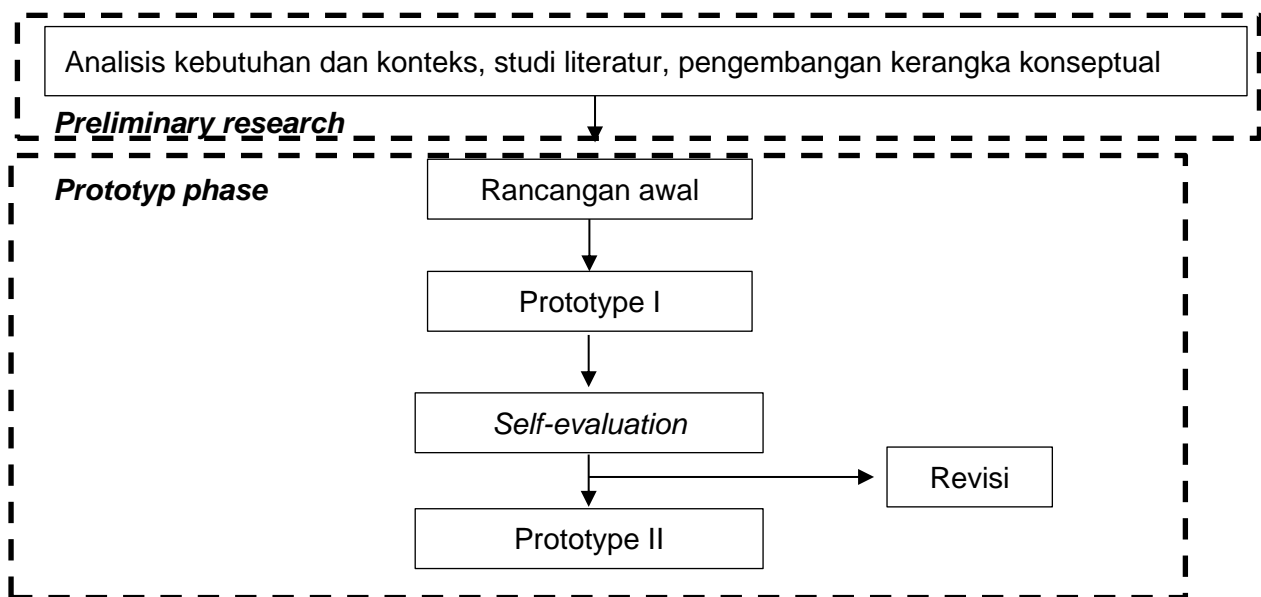 Analisis kebutuhan dan konteks, studi literatur, pengembangan kerangka konseptual
Preliminary research
Prototyp phase
Rancangan awal
Prototype I
Self-evaluation
Revisi
Prototype II